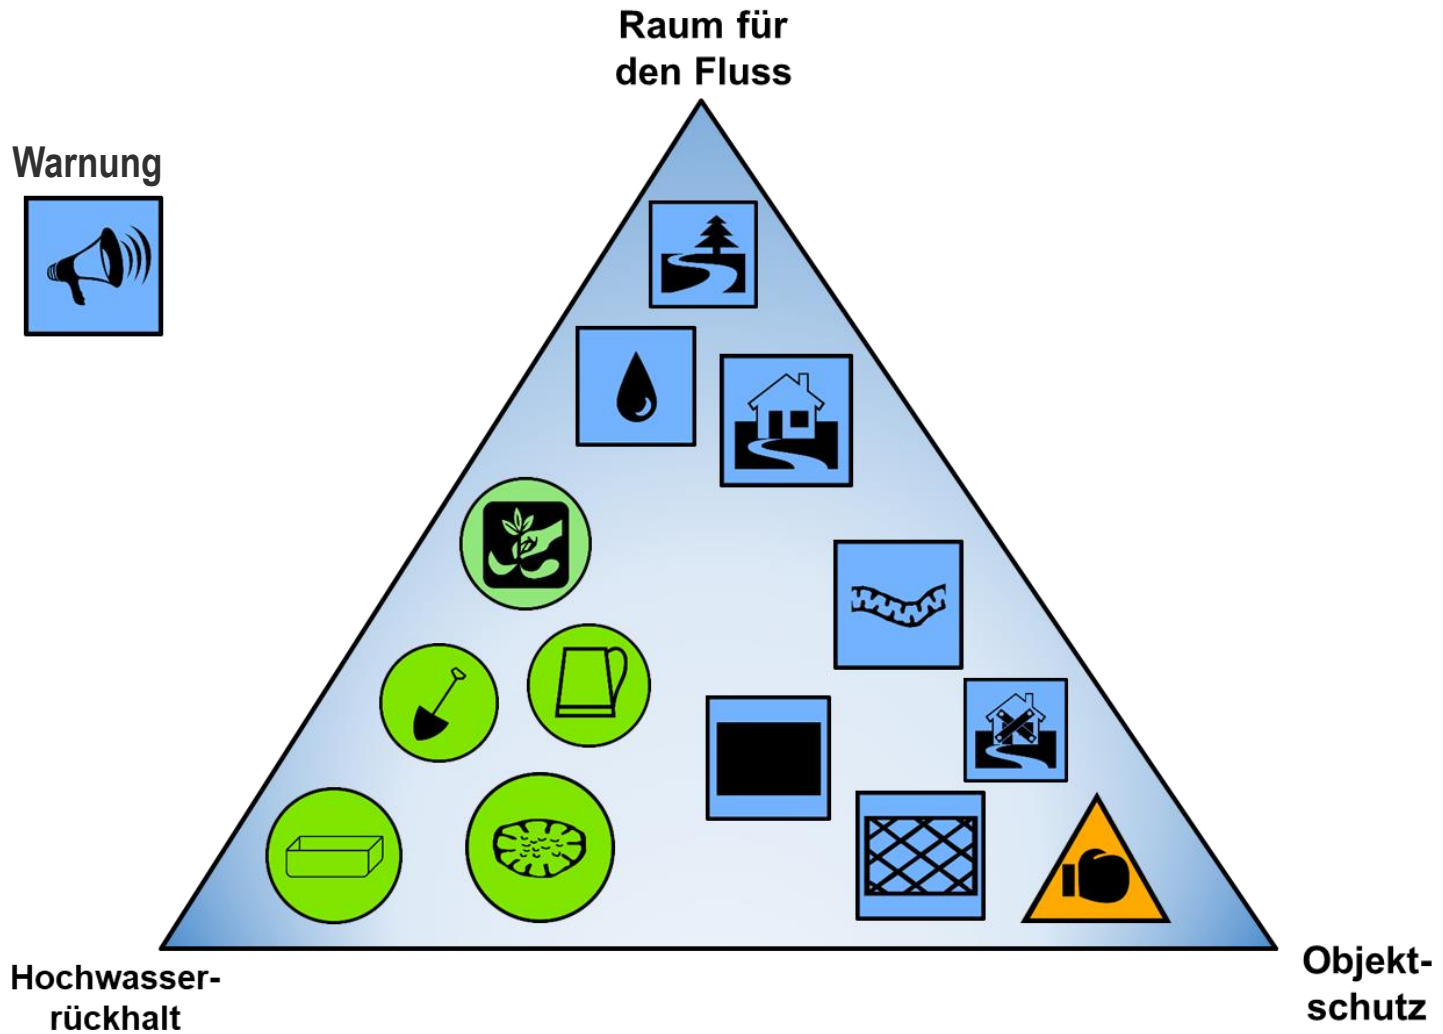 Raum für
den Fluss
Warnung
Hochwasser-
rückhalt
Objekt-
schutz